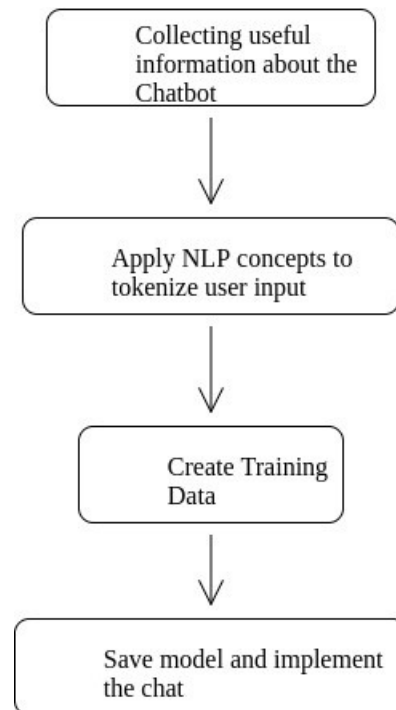 Collecting useful
information about the
Chatbot
Apply NLP concepts to
tokenize user input
Create Training
Data
Save model and implement
the chat